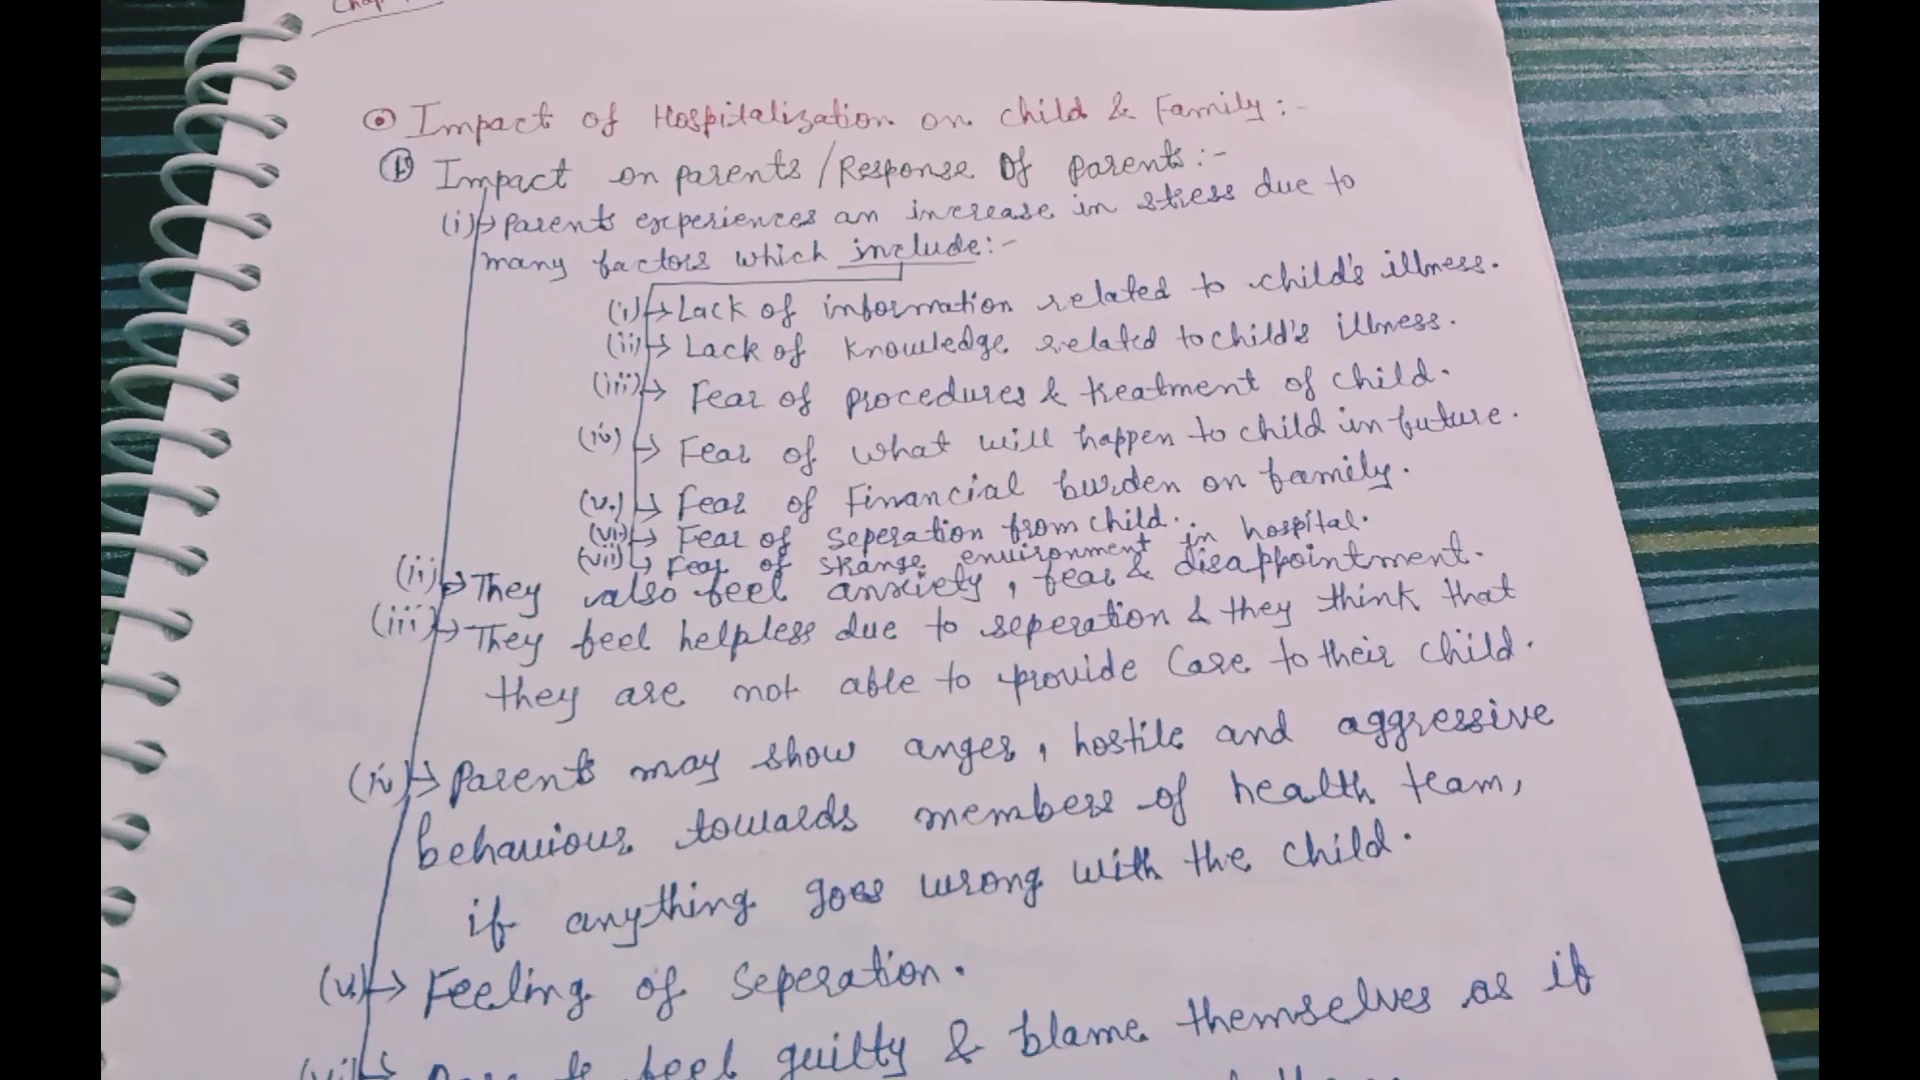 Chap
⊙ Impact of Hospitalization on child & Family:-
① Impact on parents/Response Of parents:-
(i)→ Parents experiences an increase in stress due to
many factors which include:-
(i)→ Lack of information related to child's illness.
(ii)→ Lack of knowledge related to child's illness.
(iii)→ Fear of procedures & treatment of child.
(iv)→ Fear of what will happen to child in future.
(v.)→ Fear of Financial burden on family.
(vi)→ Fear of seperation from child.
(vii)→ Fear of strange environment in hospital.
(ii)→ They also feel anxiety, fear & disappointment.
(iii)→ They feel helpless due to seperation & they think that
they are not able to provide Care to their child.
(iv)→ Parents may show anger, hostile and aggressive
behaviour towards members of health team,
if anything goes wrong with the child.
(v.)→ Feeling of seperation.
feel guilty & blame themselves as if